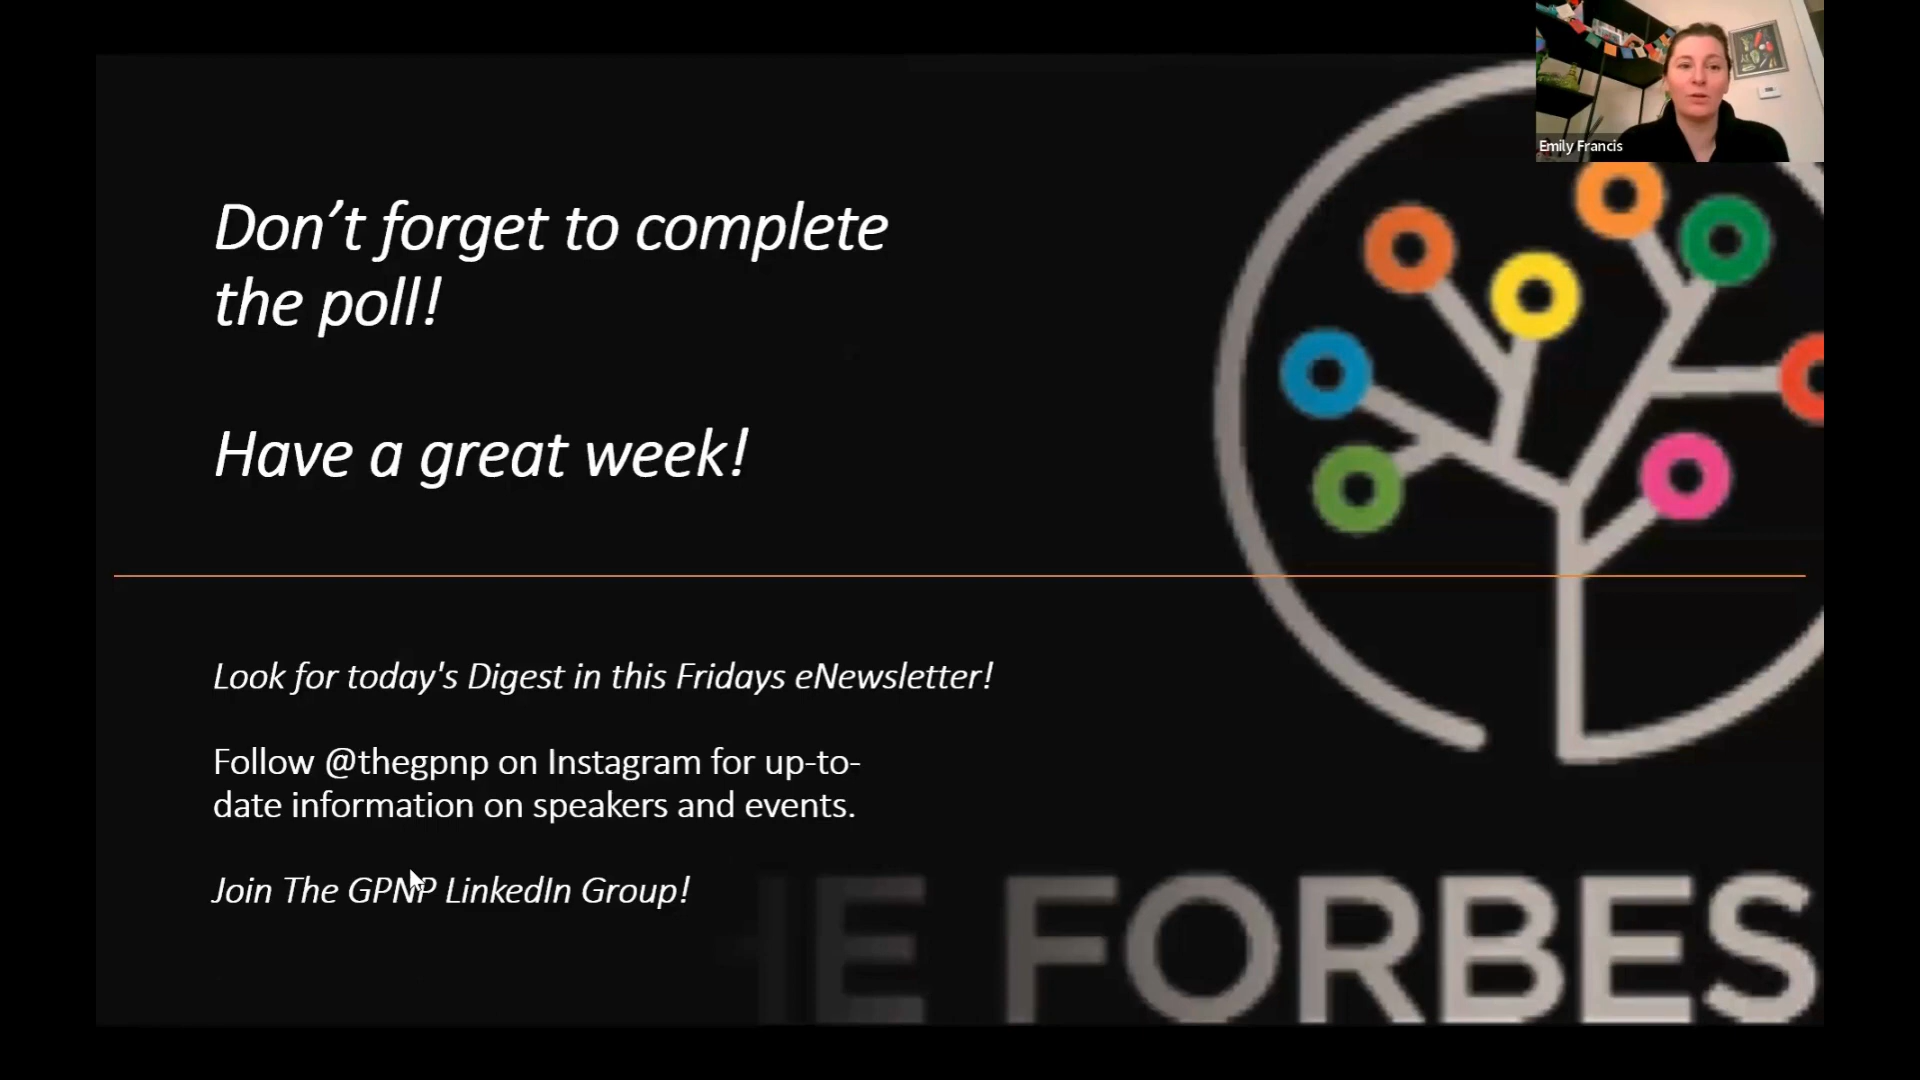 Emily Francis
Don’t forget to complete
the poll!
Have a great week!
Look for today's Digest in this Fridays eNewsletter!
Follow @thegpnp on Instagram for up-to-
date information on speakers and events.
Join The GPNP LinkedIn Group!
HE FORBES